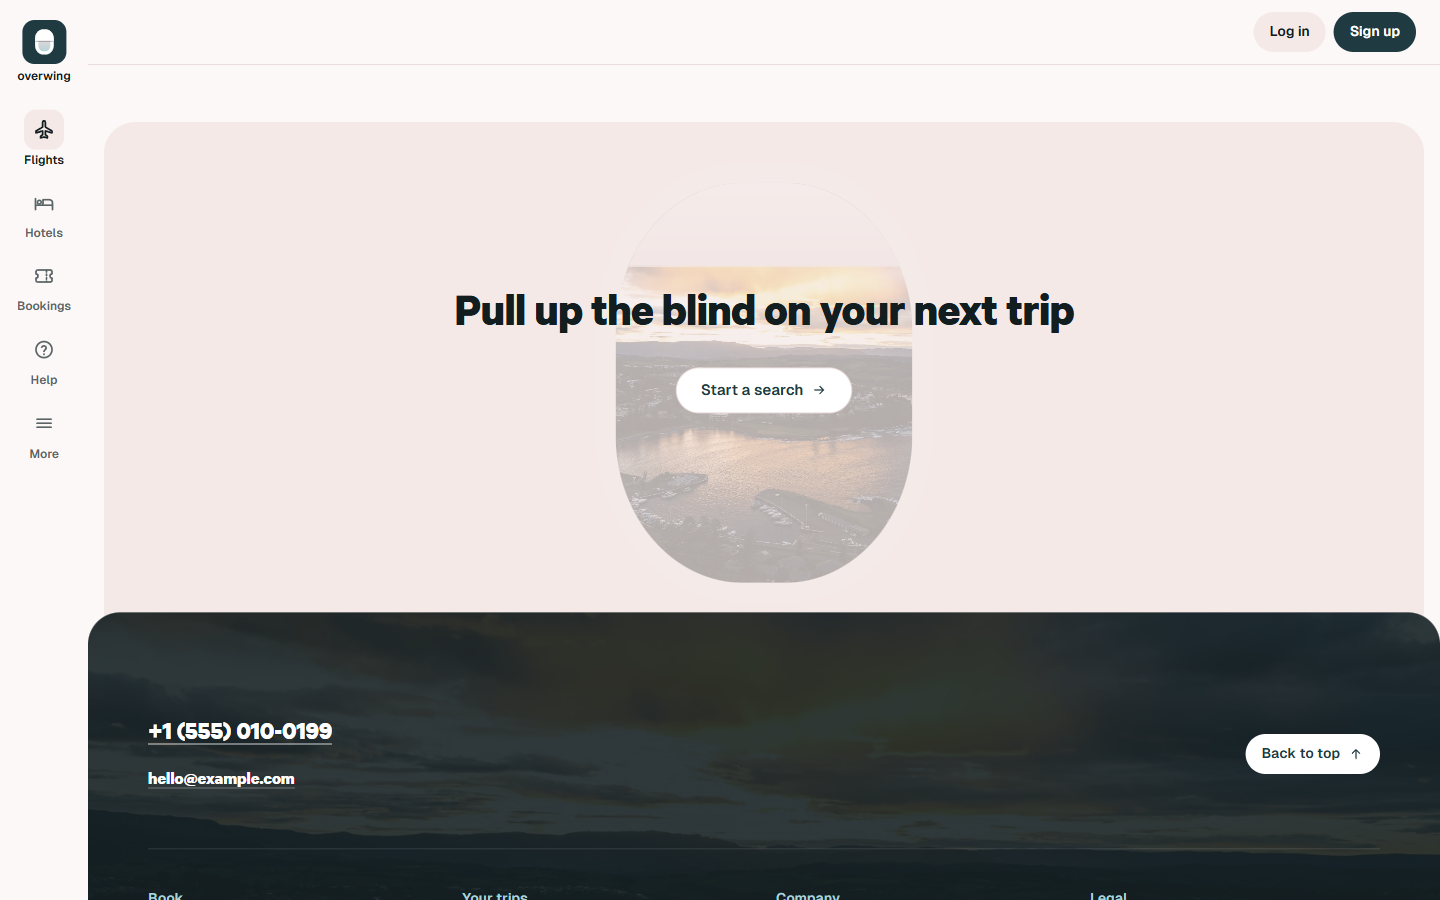 overwing
Log in
Sign up
Flights
Hotels
Bookings
Help
More
Pull up the blind on your next trip
Start a search
+1 (555) 010-0199
hello@example.com
Back to top
Book
Your trips
Company
Legal